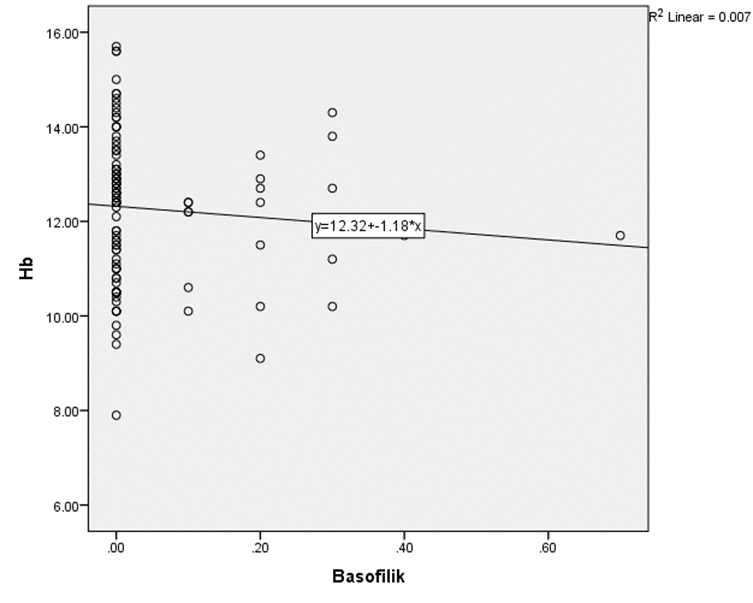 R2 Linear = 0.007
16.00
14.00
12.00
10.00
8.00
6.00
Hb
y=12.32+-1.18*x
.00
.20
.40
.60
Basofilik